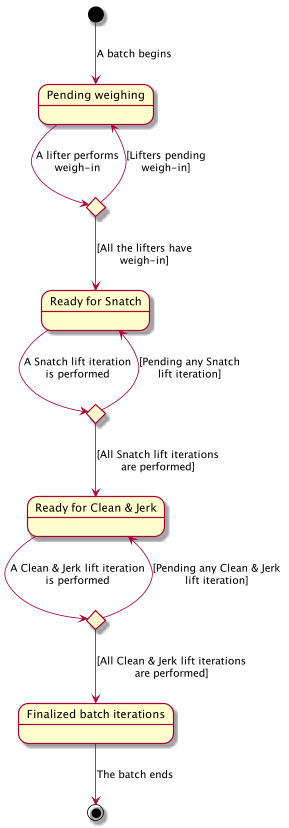 A batch begins
Pending weighing
A lifter performs
weigh-in
[Lifters pending
weigh-in]
[All the lifters have
weigh-in]
Ready for Snatch
A Snatch lift iteration
is performed
[Pending any Snatch
lift iteration]
[All Snatch lift iterations
are performed]
Ready for Clean & Jerk
A Clean & Jerk lift iteration
is performed
[Pending any Clean & Jerk
lift iteration]
[All Clean & Jerk lift iterations
are performed]
Finalized batch iterations
The batch ends